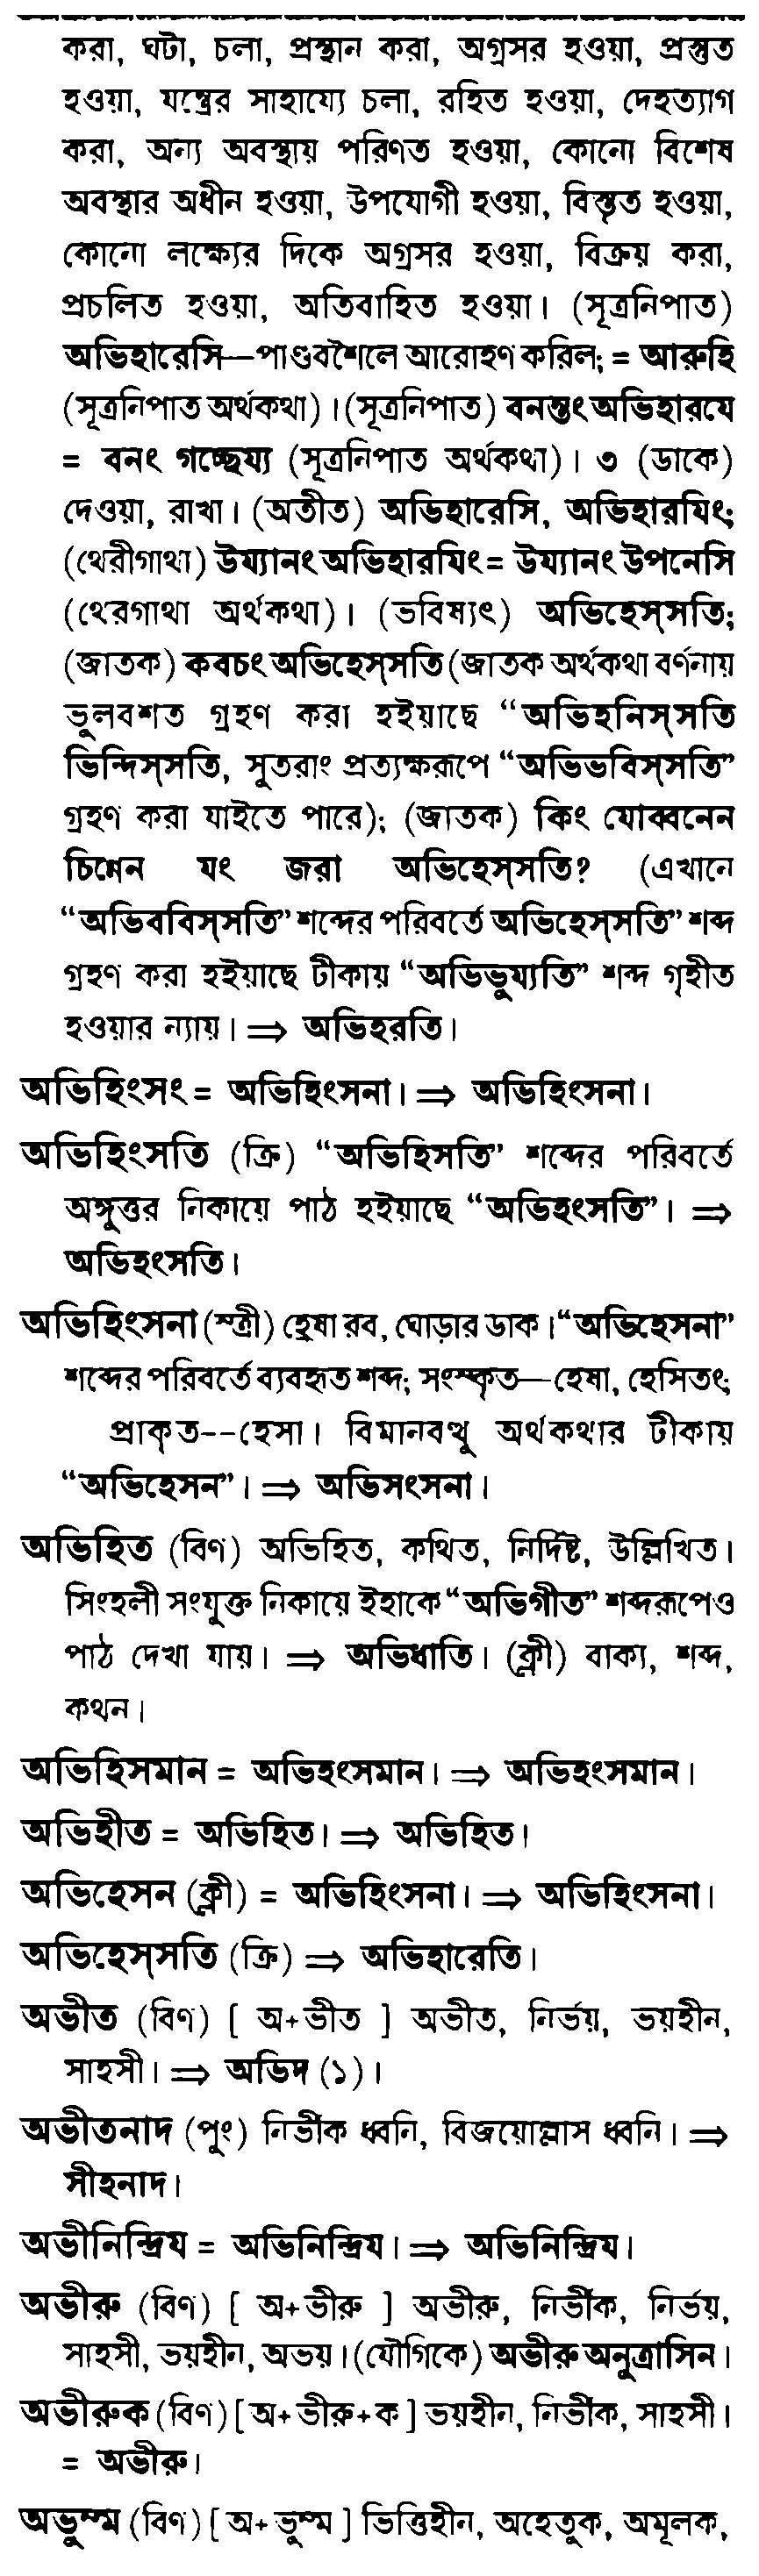 করা, ঘটা, চলা, প্রস্থান করা, অগ্রসর হওয়া, প্রস্তুত
হওয়া, যন্ত্রের সাহায্যে চলা, রহিত হওয়া, দেহত্যাগ
করা, অন্য অবস্থায় পরিণত হওয়া, কোনো বিশেষ
অবস্থার অধীন হওয়া, উপযোগী হওয়া, বিস্তৃত হওয়া,
কোনো লক্ষ্যের দিকে অগ্রসর হওয়া, বিক্রয় করা,
প্রচলিত হওয়া, অতিবাহিত হওয়া। (সূত্রনিপাত)
অভিহারেসি—পাণ্ডবশৈলে আরোহণ করিল; = আরুহি
(সূত্রনিপাত অর্থকথা)। (সূত্রনিপাত) বনন্তং অভিহারযে
= বনং গচ্ছেয্য (সূত্রনিপাত অর্থকথা)। ৩ (ডাকে)
দেওয়া, রাখা। (অতীত) অভিহারেসি, অভিহারযিং;
(থেরীগাথা) উয্যানং অভিহারযিং = উয্যানং উপনেসি
(থেরগাথা অর্থকথা)। (ভবিষ্যৎ) অভিহেস্সতি;
(জাতক) কবচং অভিহেস্সতি (জাতক অর্থকথা বর্ণনায়
ভুলবশত গ্রহণ করা হইয়াছে “অভিহনিস্সতি
ভিন্দিস্সতি, সুতরাং প্রত্যক্ষরূপে “অভিভবিস্সতি”
গ্রহণ করা যাইতে পারে); (জাতক) কিং যোব্বনেন
চিণ্নেন যং জরা অভিহেস্সতি? (এখানে
“অভিববিস্সতি” শব্দের পরিবর্তে অভিহেস্সতি” শব্দ
গ্রহণ করা হইয়াছে টীকায় “অভিভুয্যতি” শব্দ গৃহীত
হওয়ার ন্যায়। ⇒ অভিহরতি।
অভিহিংসং = অভিহিংসনা। ⇒ অভিহিংসনা।
অভিহিংসতি (ক্রি) “অভিহিসতি” শব্দের পরিবর্তে
অঙ্গুত্তর নিকায়ে পাঠ হইয়াছে “অভিহংসতি”। ⇒
অভিহংসতি।
অভিহিংসনা (স্ত্রী) হ্রেষা রব, ঘোড়ার ডাক। “অভিহেসনা”
শব্দের পরিবর্তে ব্যবহৃত শব্দ; সংস্কৃত—হেষা, হেসিতং;
প্রাকৃত--হেসা। বিমানবত্থু অর্থকথার টীকায়
“অভিহেসন”। ⇒ অভিসংসনা।
অভিহিত (বিণ) অভিহিত, কথিত, নির্দিষ্ট, উল্লিখিত।
সিংহলী সংযুক্ত নিকায়ে ইহাকে “অভিগীত” শব্দরূপেও
পাঠ দেখা যায়। ⇒ অভিধাতি। (ক্লী) বাক্য, শব্দ,
কথন।
অভিহিসমান = অভিহংসমান। ⇒ অভিহংসমান।
অভিহীত = অভিহিত। ⇒ অভিহিত।
অভিহেসন (ক্লী) = অভিহিংসনা। ⇒ অভিহিংসনা।
অভিহেস্সতি (ক্রি) ⇒ অভিহারেতি।
অভীত (বিণ) [ অ+ভীত ] অভীত, নির্ভয়, ভয়হীন,
সাহসী। ⇒ অভিদ (১)।
অভীতনাদ (পুং) নির্ভীক ধ্বনি, বিজয়োল্লাস ধ্বনি। ⇒
সীহনাদ।
অভীনিন্দ্রিয = অভিনিন্দ্রিয। ⇒ অভিনিন্দ্রিয।
অভীরু (বিণ) [ অ+ভীরু ] অভীরু, নির্ভীক, নির্ভয়,
সাহসী, ভয়হীন, অভয়। (যৌগিকে) অভীরু অনুত্রাসিন।
অভীরুক (বিণ) [ অ+ভীরু+ক ] ভয়হীন, নির্ভীক, সাহসী।
= অভীরু।
অভুম্ম (বিণ) [ অ+ভুম্ম ] ভিত্তিহীন, অহেতুক, অমূলক,